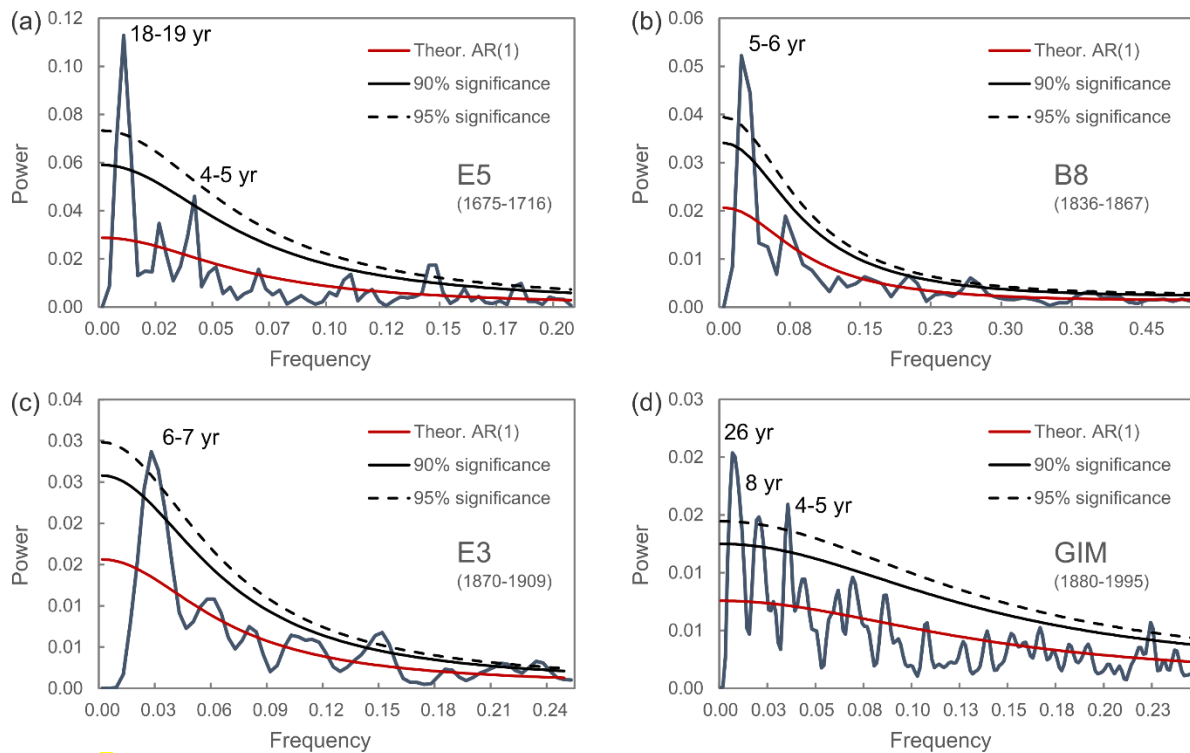 (a)
0.12
0.10
0.08
0.06
0.04
0.02
0.00
Power
18-19 yr
4-5 yr
Theor. AR(1)
90% significance
95% significance
E5
(1675-1716)
0.00 0.02 0.05 0.07 0.10 0.12 0.15 0.17 0.20
Frequency
(b)
0.06
0.05
0.04
0.03
0.02
0.01
0.00
Power
5-6 yr
Theor. AR(1)
90% significance
95% significance
B8
(1836-1867)
0.00 0.08 0.15 0.23 0.30 0.38 0.45
Frequency
(c)
0.04
0.03
0.03
0.02
0.02
0.01
0.01
0.00
Power
6-7 yr
Theor. AR(1)
90% significance
95% significance
E3
(1870-1909)
0.00 0.03 0.06 0.09 0.12 0.15 0.18 0.21 0.24
Frequency
(d)
0.03
0.02
0.02
0.01
0.01
0.00
Power
26 yr
8 yr
4-5 yr
Theor. AR(1)
90% significance
95% significance
GIM
(1880-1995)
0.00 0.03 0.05 0.08 0.10 0.13 0.15 0.18 0.20 0.23
Frequency